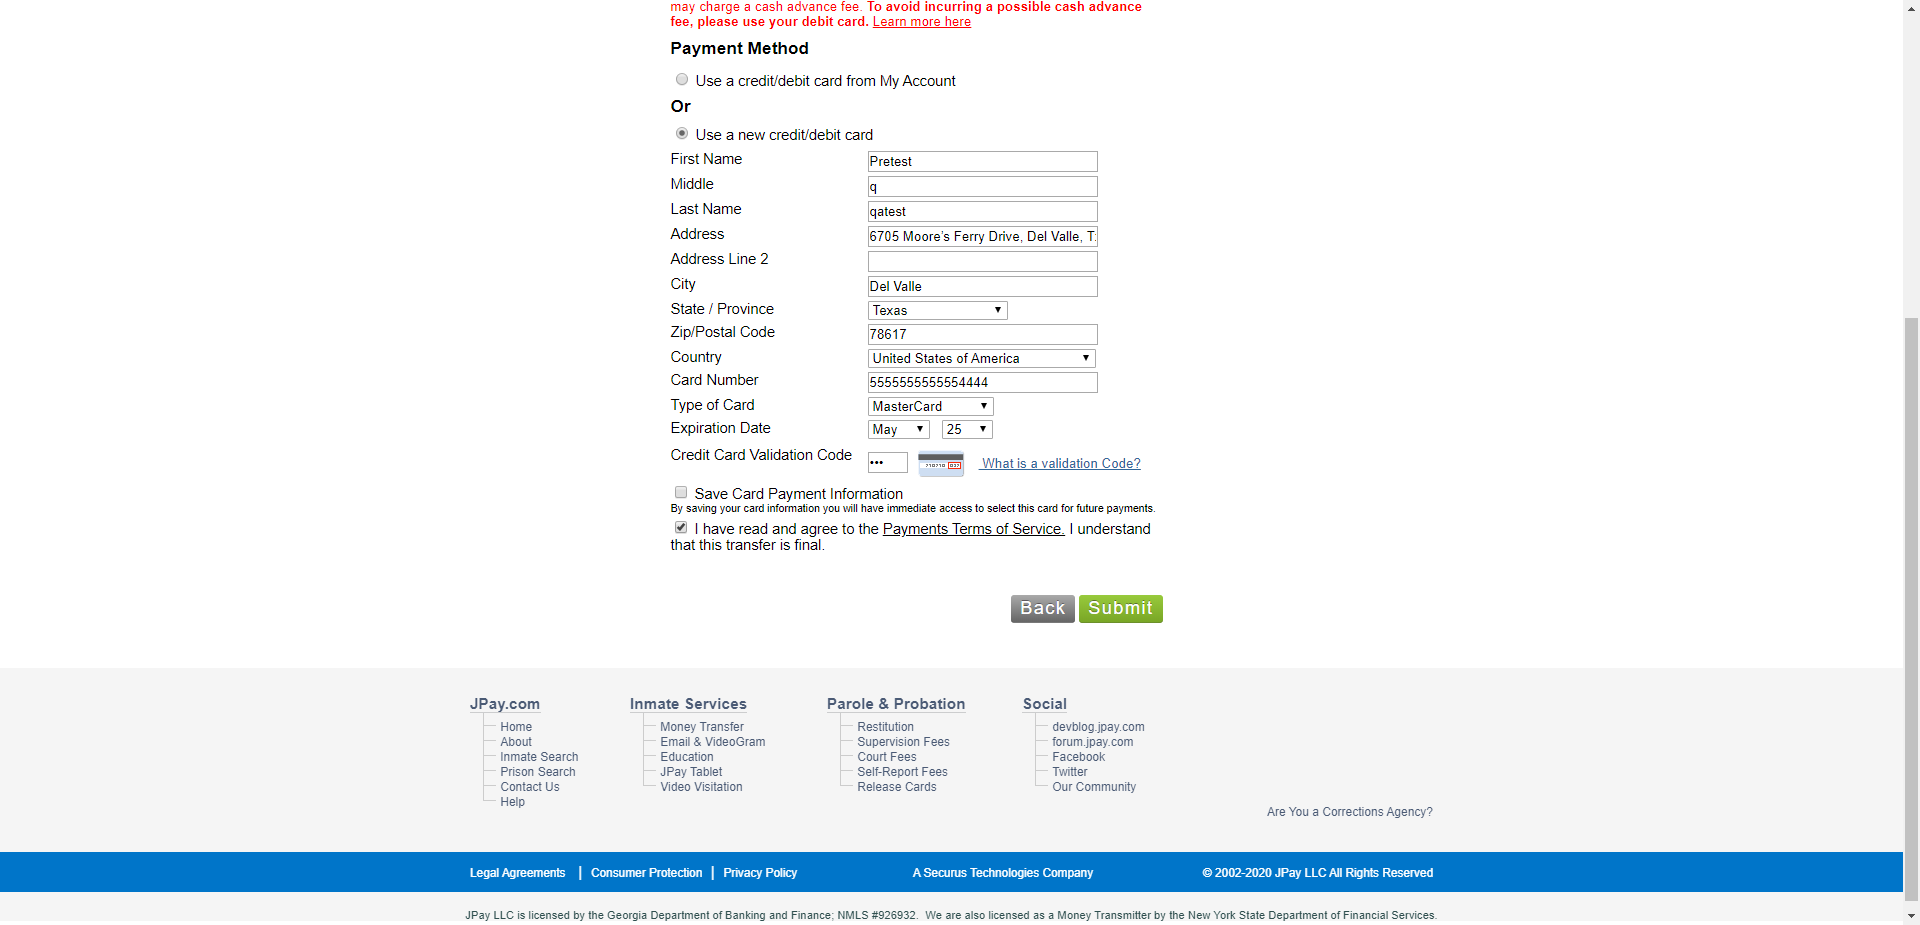 may charge a cash advance fee. To avoid incurring a possible cash advance
fee, please use your debit card. Learn more here
Payment Method
Use a credit/debit card from My Account
Or
Use a new credit/debit card
First Name Pretest
Middle q
Last Name qatest
Address 6705 Moore’s Ferry Drive, Del Valle, T
Address Line 2
City Del Valle
State / Province Texas
Zip/Postal Code 78617
Country United States of America
Card Number 5555555555554444
Type of Card MasterCard
Expiration Date May 25
Credit Card Validation Code ••• What is a validation Code?
Save Card Payment Information
By saving your card information you will have immediate access to select this card for future payments.
I have read and agree to the Payments Terms of Service. I understand
that this transfer is final.
Back Submit
JPay.com
Home
About
Inmate Search
Prison Search
Contact Us
Help
Inmate Services
Money Transfer
Email & VideoGram
Education
JPay Tablet
Video Visitation
Parole & Probation
Restitution
Supervision Fees
Court Fees
Self-Report Fees
Release Cards
Social
devblog.jpay.com
forum.jpay.com
Facebook
Twitter
Our Community
Are You a Corrections Agency?
Legal Agreements | Consumer Protection | Privacy Policy A Securus Technologies Company © 2002-2020 JPay LLC All Rights Reserved
JPay LLC is licensed by the Georgia Department of Banking and Finance; NMLS #926932. We are also licensed as a Money Transmitter by the New York State Department of Financial Services.